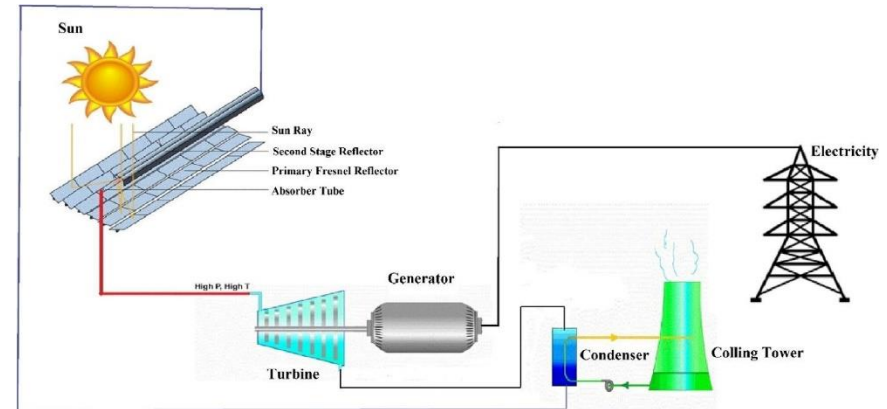 Sun
Sun Ray
Second Stage Reflector
Primary Fresnel Reflector
Absorber Tube
Electricity
High P, High T
Generator
Turbine
Condenser
Colling Tower